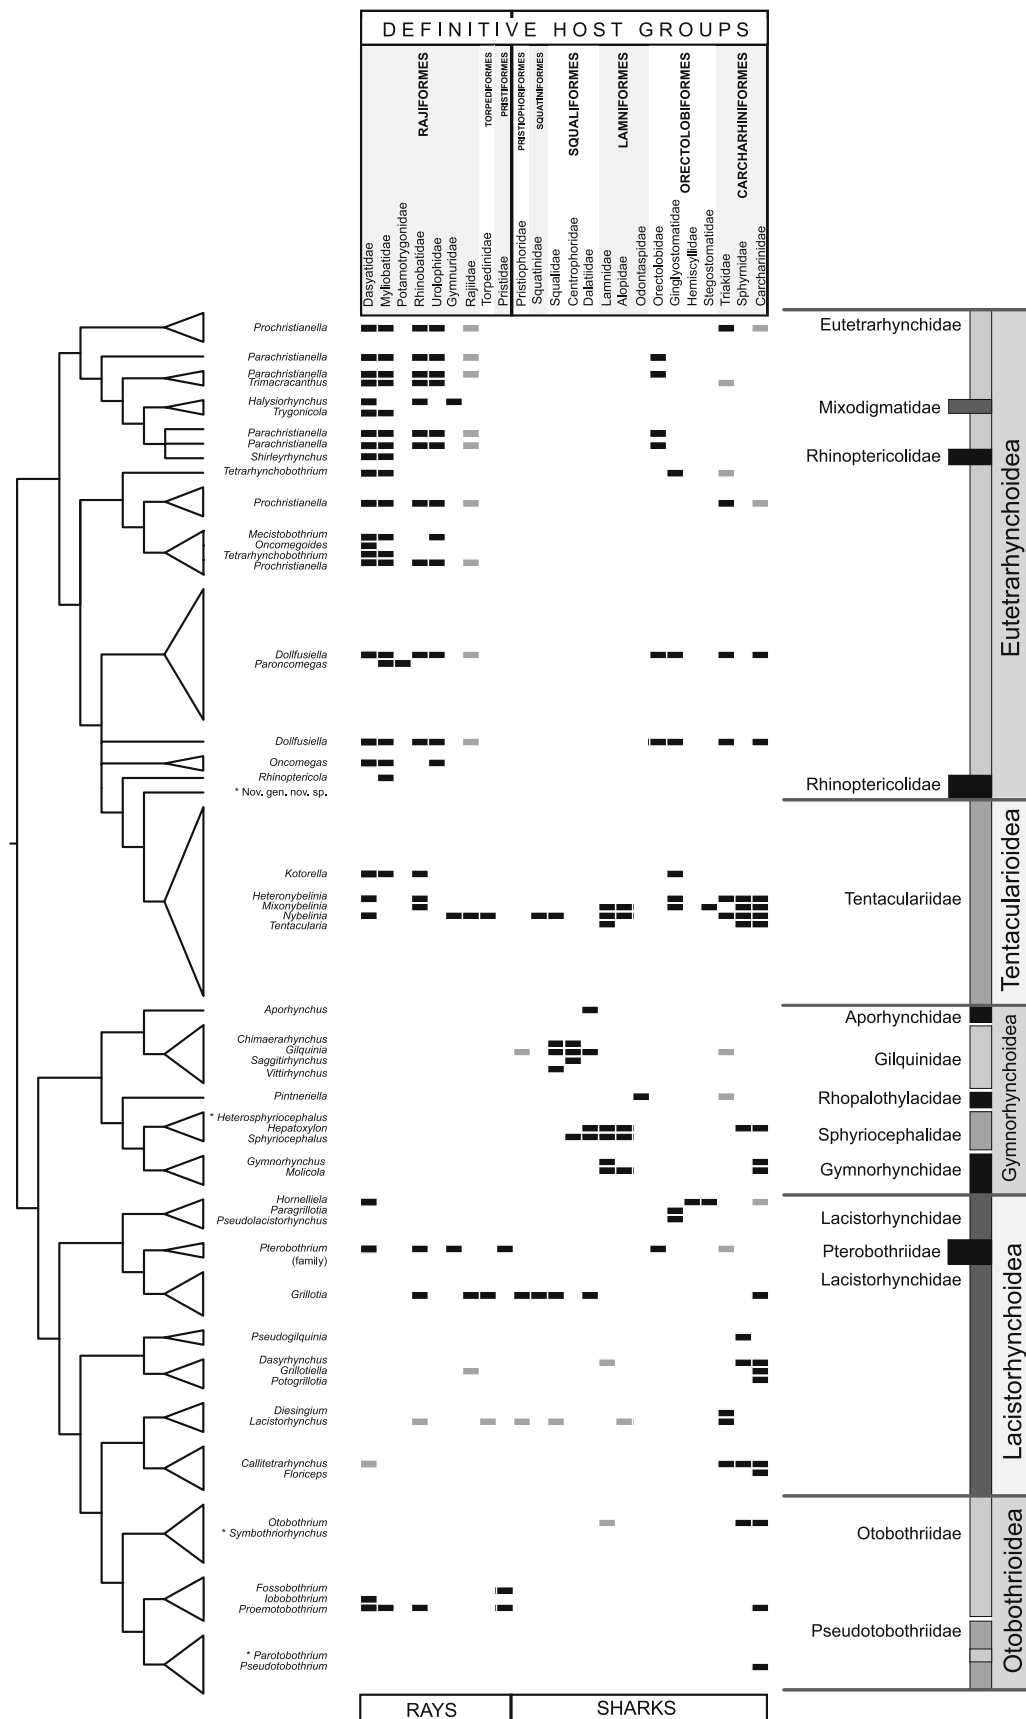 DEFINITIVE HOST GROUPS
RAJIFORMES
TORPEDIFORMES
PRISTIFORMES
PRISTIOPHORIFORMES
SQUATINIFORMES
SQUALIFORMES
LAMNIFORMES
ORECTOLOBIFORMES
CARCHARHINIFORMES
Dasyatidae
Myliobatidae
Potamotrygonidae
Rhinobatidae
Urolophidae
Gymnuridae
Rajiidae
Torpedinidae
Pristidae
Pristiophoridae
Squatinidae
Squalidae
Centrophoridae
Dalatiidae
Lamnidae
Alopidae
Odontaspidae
Orectolobidae
Ginglyostomatidae
Hemiscyllidae
Stegostomatidae
Triakidae
Sphyrnidae
Carcharinidae
Prochristianella
Parachristianella
Parachristianella
Trimacracanthus
Halysiorhynchus
Trygonicola
Parachristianella
Parachristianella
Shirleyrhynchus
Tetrarhynchobothrium
Prochristianella
Mecistobothrium
Oncomegoides
Tetrarhynchobothrium
Prochristianella
Dollfusiella
Paroncomegas
Dollfusiella
Oncomegas
Rhinoptericola
* Nov. gen. nov. sp.
Kotorella
Heteronybelinia
Mixonybelinia
Nybelinia
Tentacularia
Aporhynchus
Chimaerarhynchus
Gilquinia
Saggitirhynchus
Vittirhynchus
Pintneriella
* Heterosphyriocephalus
Hepatoxylon
Sphyriocephalus
Gymnorhynchus
Molicola
Hornelliela
Paragrillotia
Pseudolacistorhynchus
Pterobothrium
(family)
Grillotia
Pseudogilquinia
Dasyrhynchus
Grillotiella
Potogrillotia
Diesingium
Lacistorhynchus
Callitetrarhynchus
Floriceps
Otobothrium
* Symbothriorhynchus
Fossobothrium
Iobobothrium
Proemotobothrium
* Parotobothrium
Pseudotobothrium
Eutetrarhynchidae
Mixodigmatidae
Rhinoptericolidae
Rhinoptericolidae
Tentaculariidae
Aporhynchidae
Gilquinidae
Rhopalothylacidae
Sphyriocephalidae
Gymnorhynchidae
Lacistorhynchidae
Pterobothriidae
Lacistorhynchidae
Otobothriidae
Pseudotobothriidae
Eutetrarhynchoidea
Tentacularioidea
Gymnorhynchoidea
Lacistorhynchoidea
Otobothrioidea
RAYS
SHARKS